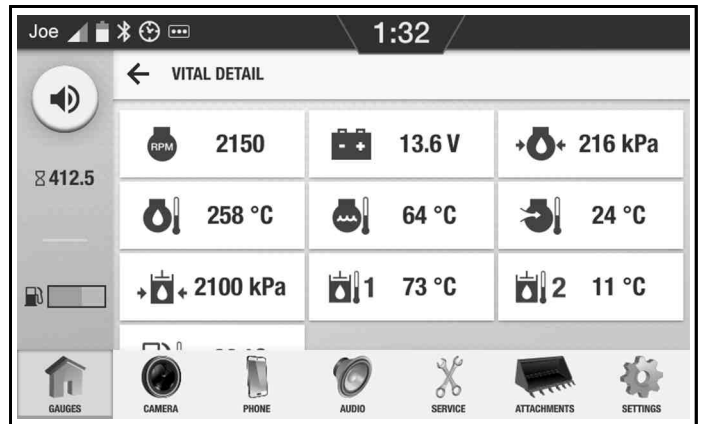 Joe 1:32
VITAL DETAIL
RPM 2150 13.6 V 216 kPa
412.5
258 °C 64 °C 24 °C
2100 kPa 1 73 °C 2 11 °C
GAUGES CAMERA PHONE AUDIO SERVICE ATTACHMENTS SETTINGS